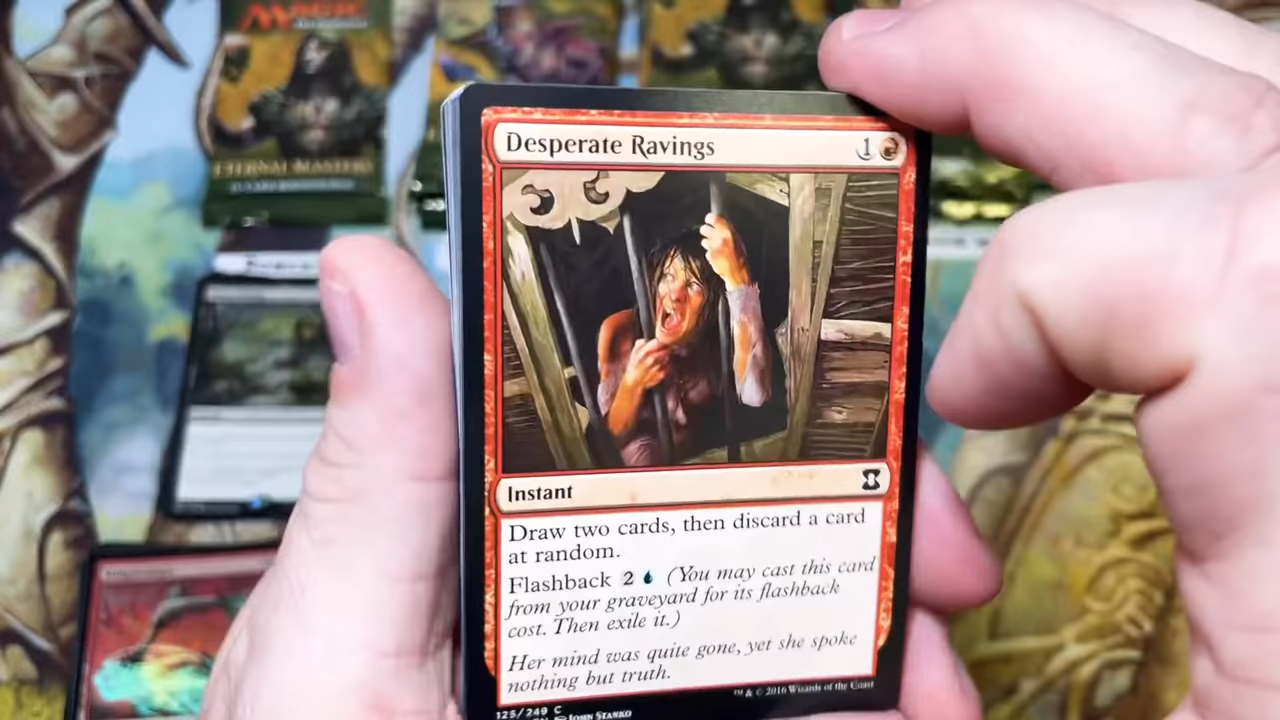 MAGIC
ETERNAL MASTERS
Desperate Ravings 1
Instant
Draw two cards, then discard a card
at random.
Flashback 2 (You may cast this card
from your graveyard for its flashback
cost. Then exile it.)
Her mind was quite gone, yet she spoke
nothing but truth.
™ & © 2016 Wizards of the Coast
125/249 C
John Stanko